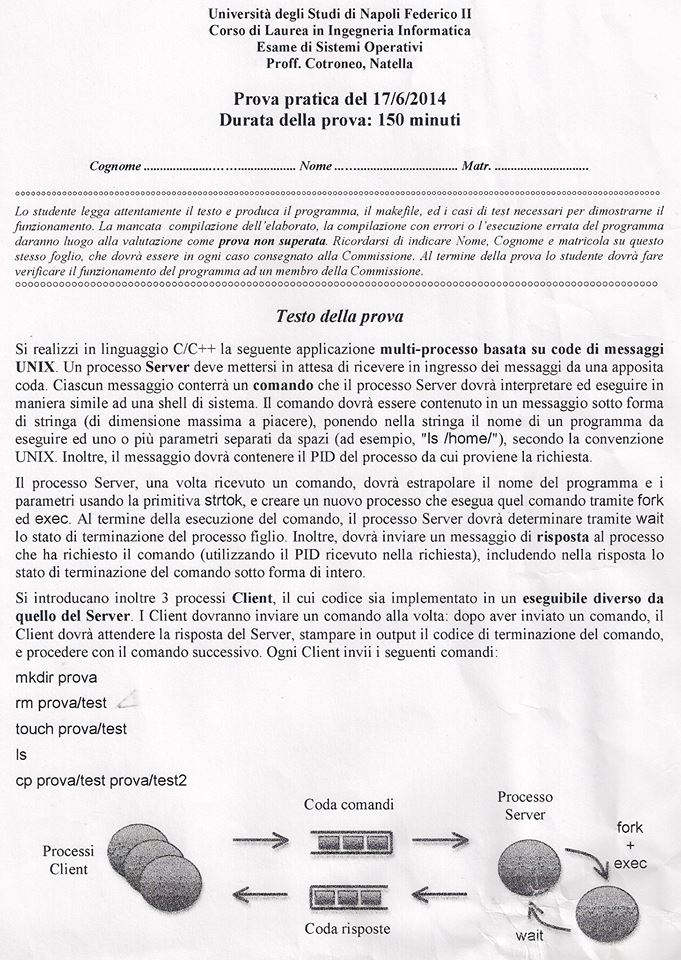 Università degli Studi di Napoli Federico II
Corso di Laurea in Ingegneria Informatica
Esame di Sistemi Operativi
Proff. Cotroneo, Natella
Prova pratica del 17/6/2014
Durata della prova: 150 minuti
Cognome ................................................ Nome ........................................ Matr. .............................
Lo studente legga attentamente il testo e produca il programma, il makefile, ed i casi di test necessari per dimostrarne il
funzionamento. La mancata compilazione dell'elaborato, la compilazione con errori o l'esecuzione errata del programma
daranno luogo alla valutazione come prova non superata. Ricordarsi di indicare Nome, Cognome e matricola su questo
stesso foglio, che dovrà essere in ogni caso consegnato alla Commissione. Al termine della prova lo studente dovrà fare
verificare il funzionamento del programma ad un membro della Commissione.
Testo della prova
Si realizzi in linguaggio C/C++ la seguente applicazione multi-processo basata su code di messaggi
UNIX. Un processo Server deve mettersi in attesa di ricevere in ingresso dei messaggi da una apposita
coda. Ciascun messaggio conterrà un comando che il processo Server dovrà interpretare ed eseguire in
maniera simile ad una shell di sistema. Il comando dovrà essere contenuto in un messaggio sotto forma
di stringa (di dimensione massima a piacere), ponendo nella stringa il nome di un programma da
eseguire ed uno o più parametri separati da spazi (ad esempio, "ls /home/"), secondo la convenzione
UNIX. Inoltre, il messaggio dovrà contenere il PID del processo da cui proviene la richiesta.
Il processo Server, una volta ricevuto un comando, dovrà estrapolare il nome del programma e i
parametri usando la primitiva strtok, e creare un nuovo processo che esegua quel comando tramite fork
ed exec. Al termine della esecuzione del comando, il processo Server dovrà determinare tramite wait
lo stato di terminazione del processo figlio. Inoltre, dovrà inviare un messaggio di risposta al processo
che ha richiesto il comando (utilizzando il PID ricevuto nella richiesta), includendo nella risposta lo
stato di terminazione del comando sotto forma di intero.
Si introducano inoltre 3 processi Client, il cui codice sia implementato in un eseguibile diverso da
quello del Server. I Client dovranno inviare un comando alla volta: dopo aver inviato un comando, il
Client dovrà attendere la risposta del Server, stampare in output il codice di terminazione del comando,
e procedere con il comando successivo. Ogni Client invii i seguenti comandi:
mkdir prova
rm prova/test
touch prova/test
ls
cp prova/test prova/test2
Processi
Client
Coda comandi
Coda risposte
Processo
Server
fork
+
exec
wait